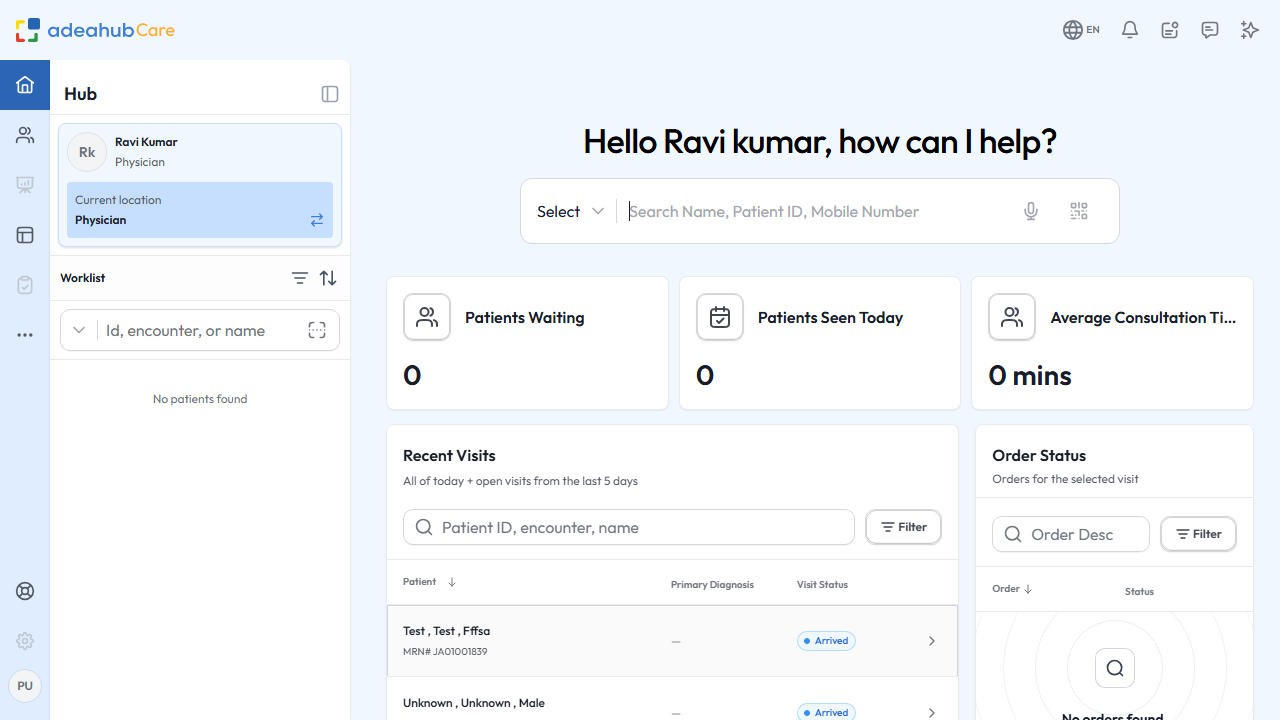 adeahub Care
EN
Hub
Rk
Ravi Kumar
Physician
Current location
Physician
Worklist
Id, encounter, or name
No patients found
PU
Hello Ravi kumar, how can I help?
Select
Search Name, Patient ID, Mobile Number
Patients Waiting
0
Patients Seen Today
0
Average Consultation Ti...
0 mins
Recent Visits
All of today + open visits from the last 5 days
Patient ID, encounter, name
Filter
Patient
Primary Diagnosis
Visit Status
Test , Test , Fffsa
MRN# JA01001839
—
Arrived
Unknown , Unknown , Male
—
Arrived
Order Status
Orders for the selected visit
Order Desc
Filter
Order
Status
No orders found